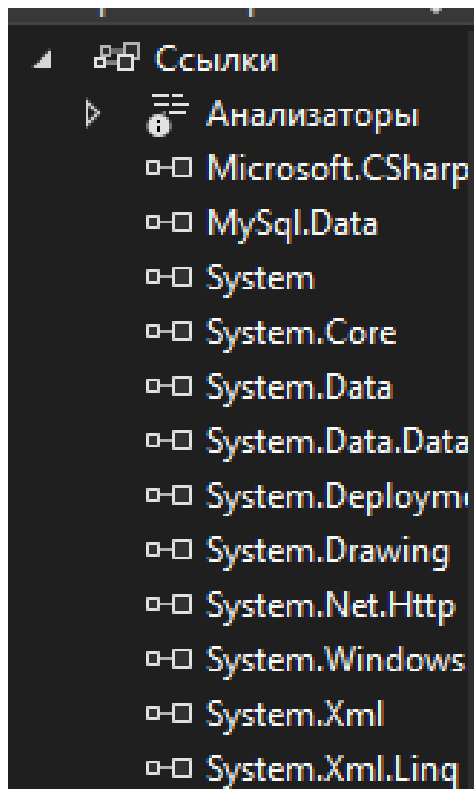 Ссылки
Анализаторы
Microsoft.CSharp
MySql.Data
System
System.Core
System.Data
System.Data.Data
System.Deployme
System.Drawing
System.Net.Http
System.Windows
System.Xml
System.Xml.Linq